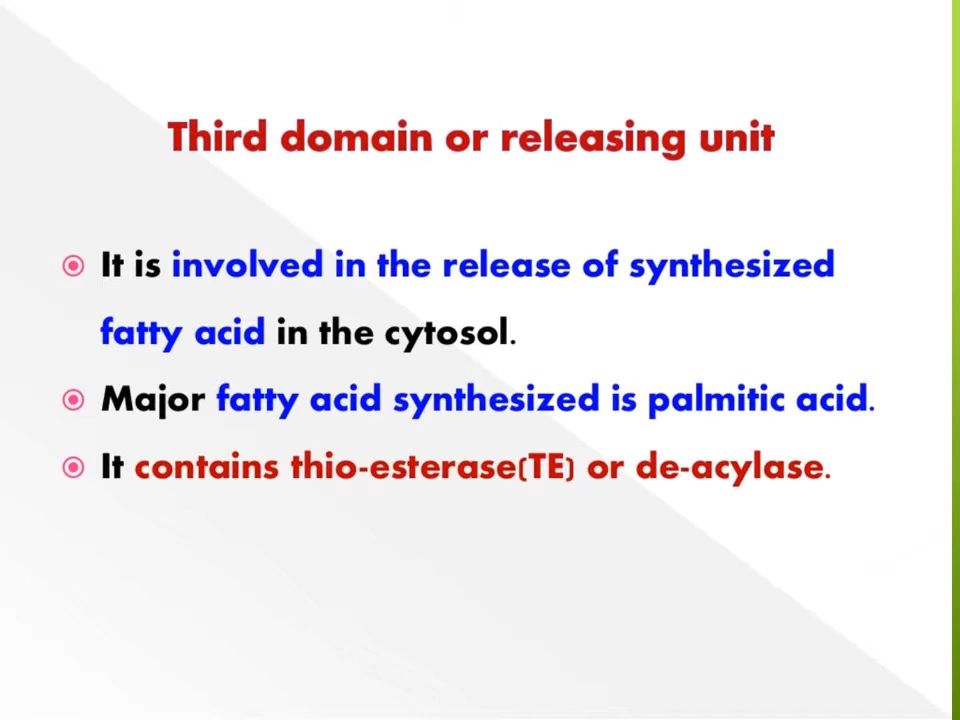 Third domain or releasing unit
It is involved in the release of synthesized
fatty acid in the cytosol.
Major fatty acid synthesized is palmitic acid.
It contains thio-esterase(TE) or de-acylase.